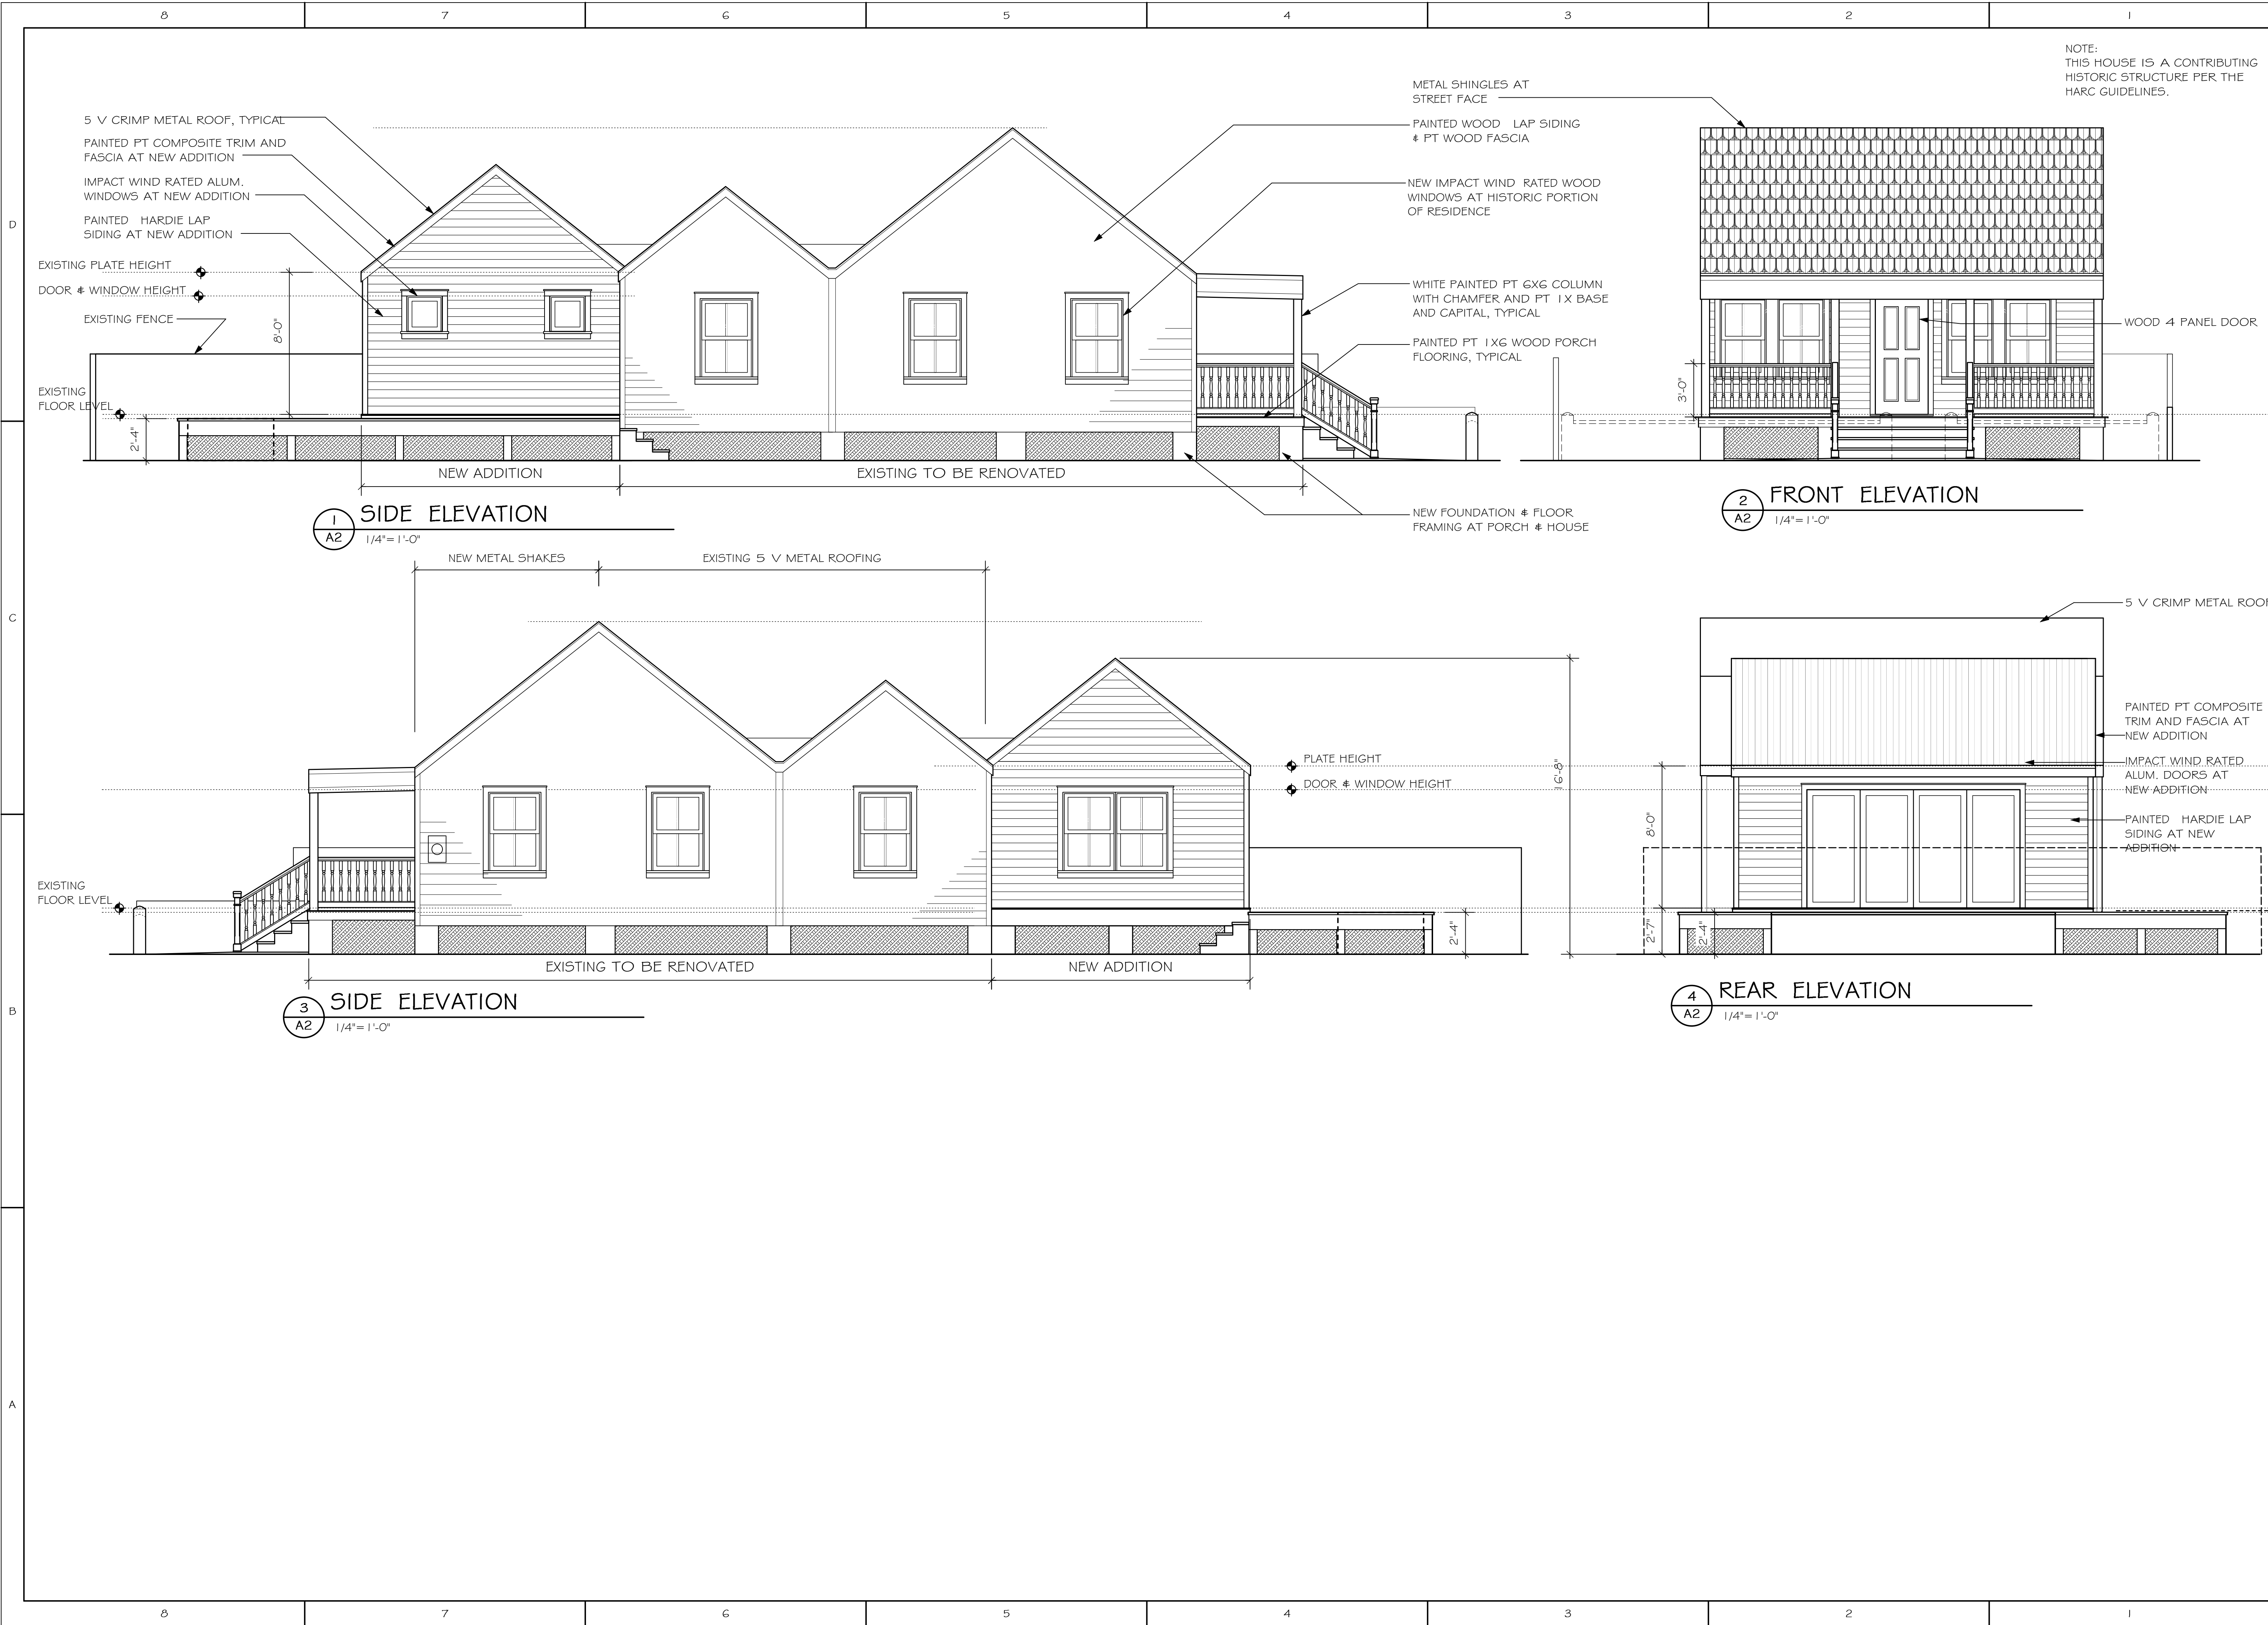 8 7 6 5 4 3 2 1
NOTE:
THIS HOUSE IS A CONTRIBUTING
HISTORIC STRUCTURE PER THE
HARC GUIDELINES.
5 V CRIMP METAL ROOF, TYPICAL
PAINTED PT COMPOSITE TRIM AND
FASCIA AT NEW ADDITION
IMPACT WIND RATED ALUM.
WINDOWS AT NEW ADDITION
PAINTED HARDIE LAP
SIDING AT NEW ADDITION
EXISTING PLATE HEIGHT
DOOR & WINDOW HEIGHT
EXISTING FENCE
EXISTING
FLOOR LEVEL
8'-0"
2'-4"
METAL SHINGLES AT
STREET FACE
PAINTED WOOD LAP SIDING
& PT WOOD FASCIA
NEW IMPACT WIND RATED WOOD
WINDOWS AT HISTORIC PORTION
OF RESIDENCE
WHITE PAINTED PT 6X6 COLUMN
WITH CHAMFER AND PT 1X BASE
AND CAPITAL, TYPICAL
PAINTED PT 1X6 WOOD PORCH
FLOORING, TYPICAL
NEW FOUNDATION & FLOOR
FRAMING AT PORCH & HOUSE
NEW ADDITION
EXISTING TO BE RENOVATED
1
A2
SIDE ELEVATION
1/4"=1'-0"
WOOD 4 PANEL DOOR
3'-0"
2
A2
FRONT ELEVATION
1/4"=1'-0"
NEW METAL SHAKES
EXISTING 5 V METAL ROOFING
PLATE HEIGHT
DOOR & WINDOW HEIGHT
16'-8"
EXISTING
FLOOR LEVEL
2'-4"
EXISTING TO BE RENOVATED
NEW ADDITION
3
A2
SIDE ELEVATION
1/4"=1'-0"
5 V CRIMP METAL ROOF
PAINTED PT COMPOSITE
TRIM AND FASCIA AT
NEW ADDITION
IMPACT WIND RATED
ALUM. DOORS AT
NEW ADDITION
PAINTED HARDIE LAP
SIDING AT NEW
ADDITION
8'-0"
2'-7"
2'-4"
4
A2
REAR ELEVATION
1/4"=1'-0"
D
C
B
A
8 7 6 5 4 3 2 1